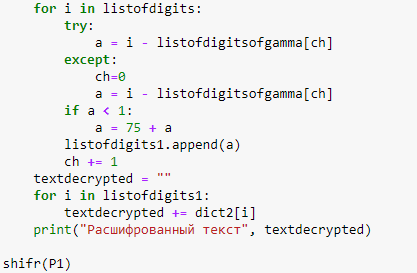 for i in listofdigits:
try:
a = i - listofdigitsofgamma[ch]
except:
ch=0
a = i - listofdigitsofgamma[ch]
if a < 1:
a = 75 + a
listofdigits1.append(a)
ch += 1
textdecrypted = ""
for i in listofdigits1:
textdecrypted += dict2[i]
print("Расшифрованный текст", textdecrypted)
shifr(P1)